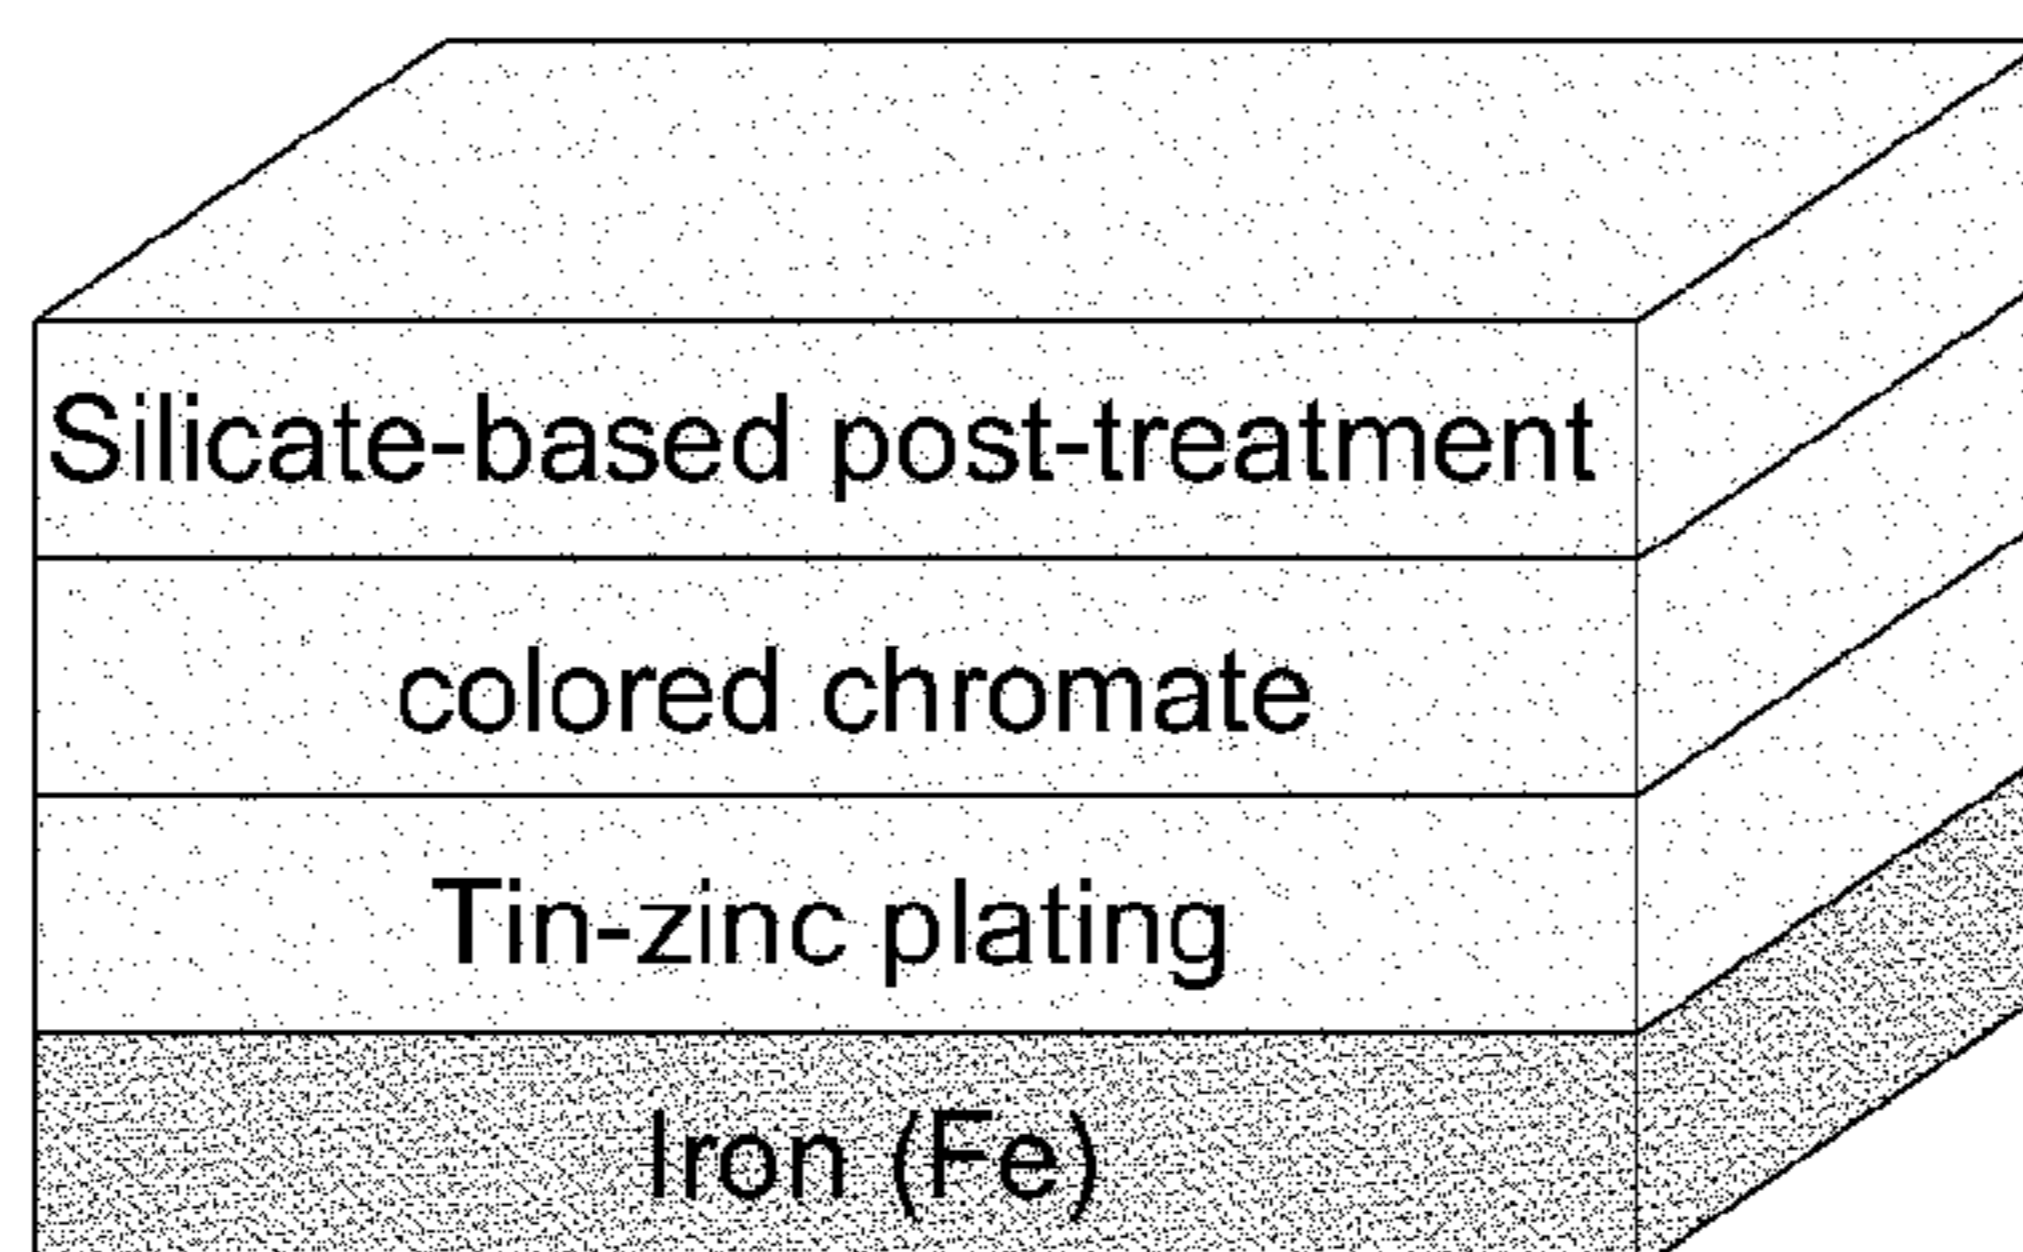 Silicate-based post-treatment
colored chromate
Tin-zinc plating
Iron (Fe)